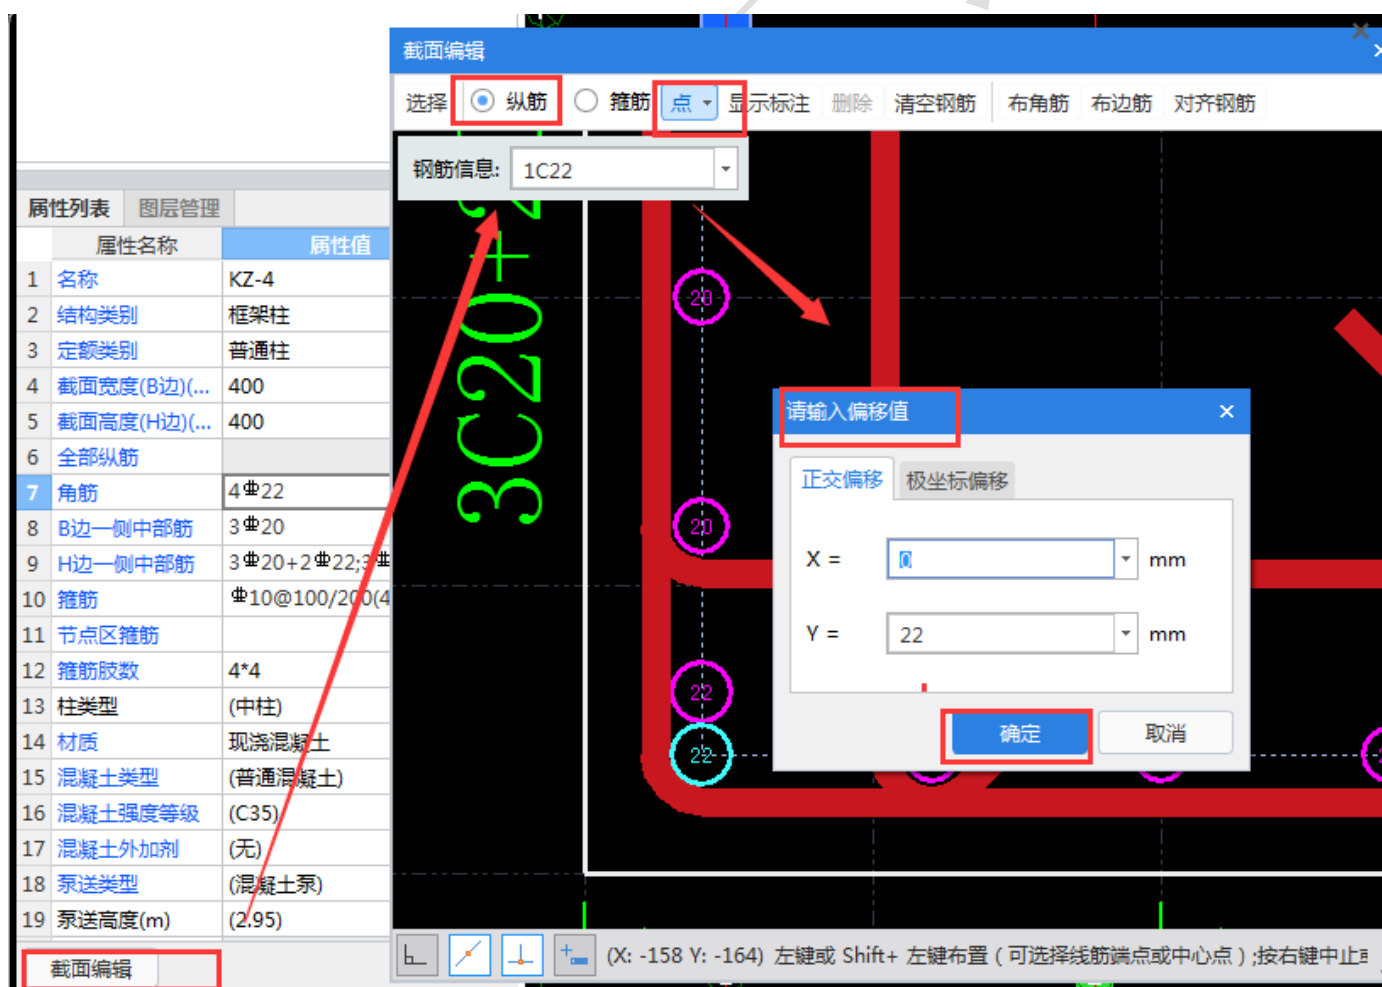 截面编辑
选择 纵筋 箍筋 点 显示标注 删除 清空钢筋 布角筋 布边筋 对齐钢筋
钢筋信息: 1C22
属性列表 图层管理
属性名称 属性值
1 名称 KZ-4
2 结构类别 框架柱
3 定额类别 普通柱
4 截面宽度(B边)(... 400
5 截面高度(H边)(... 400
6 全部纵筋
7 角筋 4⌽22
8 B边一侧中部筋 3⌽20
9 H边一侧中部筋 3⌽20+2⌽22;3⌽
10 箍筋 ⌽10@100/200(4
11 节点区箍筋
12 箍筋肢数 4*4
13 柱类型 (中柱)
14 材质 现浇混凝土
15 混凝土类型 (普通混凝土)
16 混凝土强度等级 (C35)
17 混凝土外加剂 (无)
18 泵送类型 (混凝土泵)
19 泵送高度(m) (2.95)
截面编辑
3C20+2
20
20
22
22
请输入偏移值
正交偏移 极坐标偏移
X = 0 mm
Y = 22 mm
确定 取消
(X: -158 Y: -164) 左键或 Shift+ 左键布置 ( 可选择线筋端点或中心点 ) ;按右键中止或